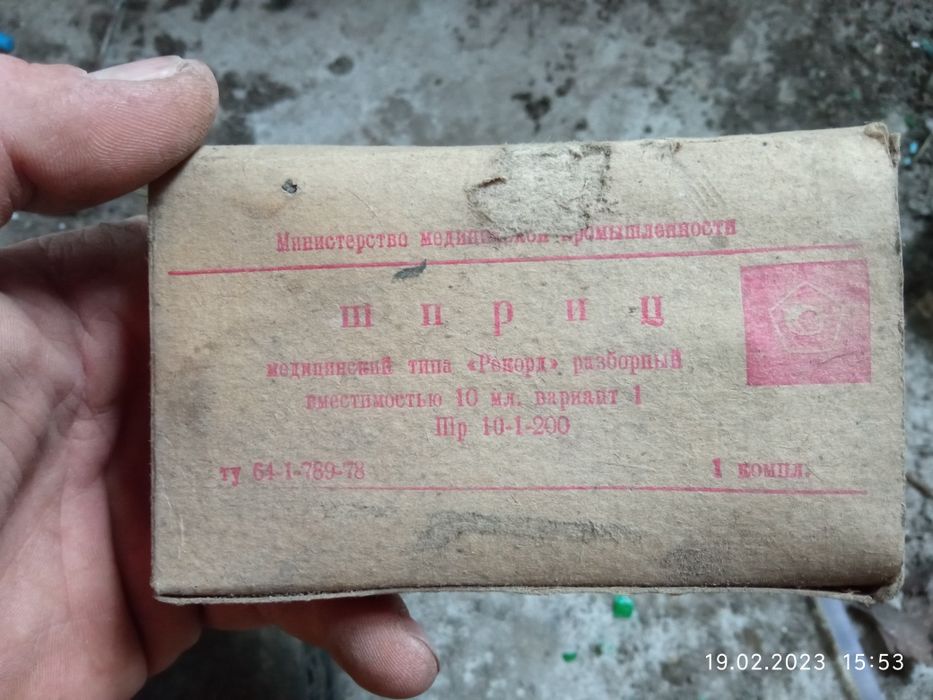 Министерство медицинской промышленности
шприц
медицинский типа «Рекорд» разборный
вместимостью 10 мл. вариант 1
Шр 10-1-200
ту 64-1-789-78
1 компл.
19.02.2023 15:53